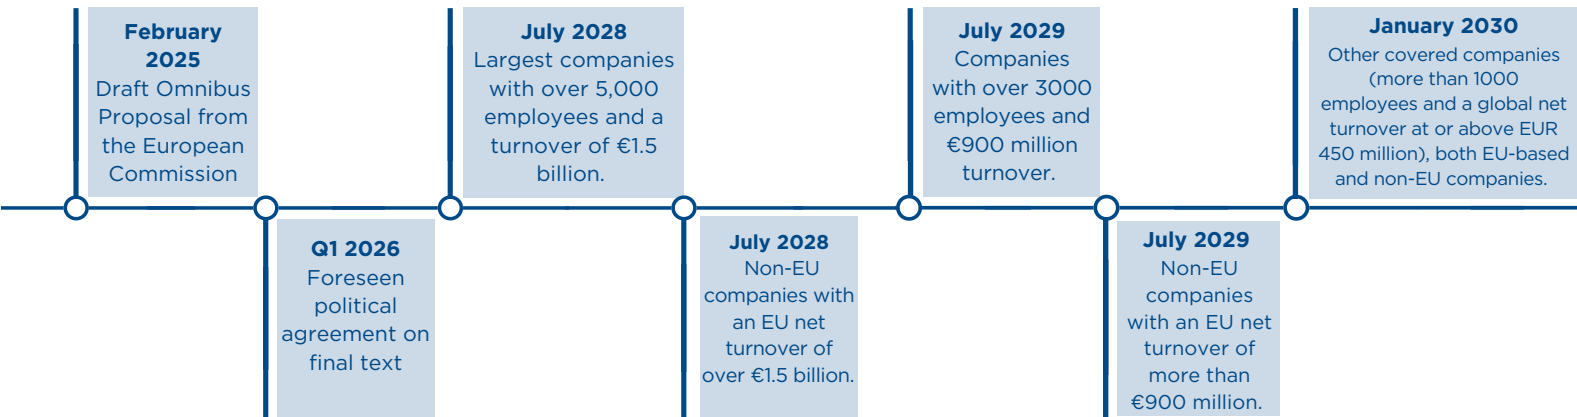 February
2025
Draft Omnibus
Proposal from
the European
Commission
Q1 2026
Foreseen
political
agreement on
final text
July 2028
Largest companies
with over 5,000
employees and a
turnover of €1.5
billion.
July 2028
Non-EU
companies with
an EU net
turnover of
over €1.5 billion.
July 2029
Companies
with over 3000
employees and
€900 million
turnover.
July 2029
Non-EU
companies
with an EU net
turnover of
more than
€900 million.
January 2030
Other covered companies
(more than 1000
employees and a global net
turnover at or above EUR
450 million), both EU-based
and non-EU companies.